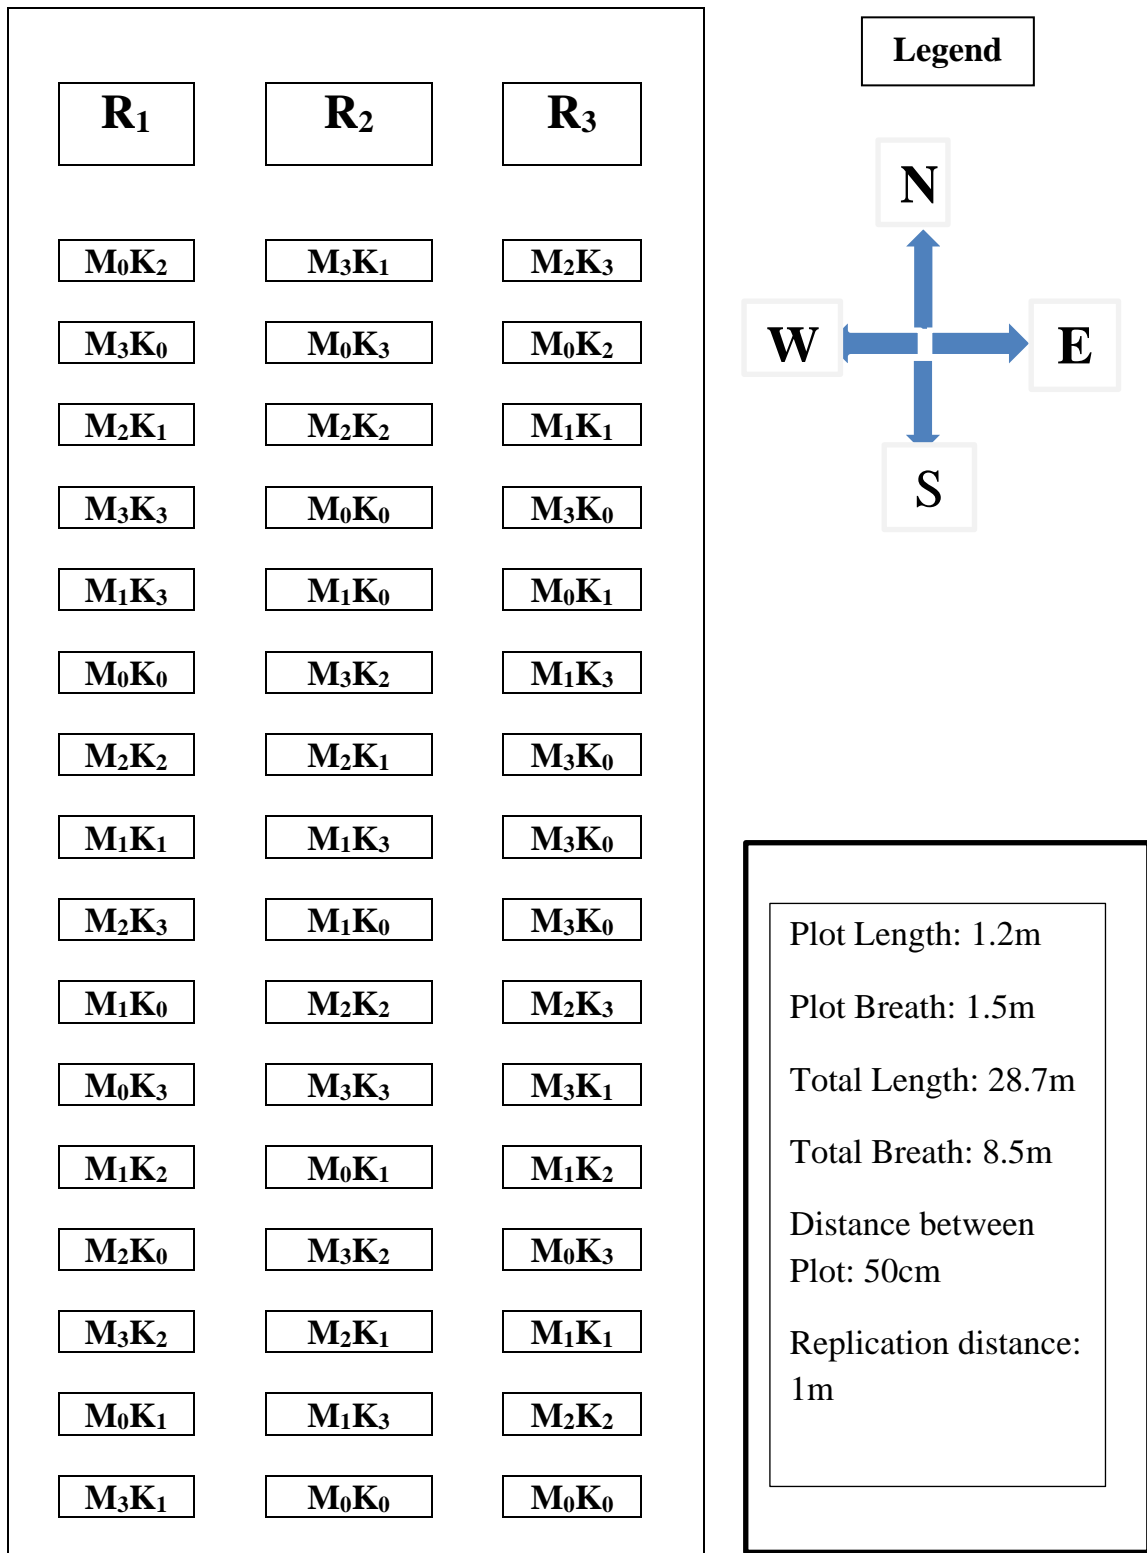 Legend
R₁ R₂ R₃
N
M₀K₂ M₃K₁ M₂K₃
W E
M₃K₀ M₀K₃ M₀K₂
M₂K₁ M₂K₂ M₁K₁
S
M₃K₃ M₀K₀ M₃K₀
M₁K₃ M₁K₀ M₀K₁
M₀K₀ M₃K₂ M₁K₃
M₂K₂ M₂K₁ M₃K₀
M₁K₁ M₁K₃ M₃K₀
M₂K₃ M₁K₀ M₃K₀
M₁K₀ M₂K₂ M₂K₃
M₀K₃ M₃K₃ M₃K₁
M₁K₂ M₀K₁ M₁K₂
M₂K₀ M₃K₂ M₀K₃
M₃K₂ M₂K₁ M₁K₁
M₀K₁ M₁K₃ M₂K₂
M₃K₁ M₀K₀ M₀K₀
Plot Length: 1.2m
Plot Breath: 1.5m
Total Length: 28.7m
Total Breath: 8.5m
Distance between
Plot: 50cm
Replication distance:
1m